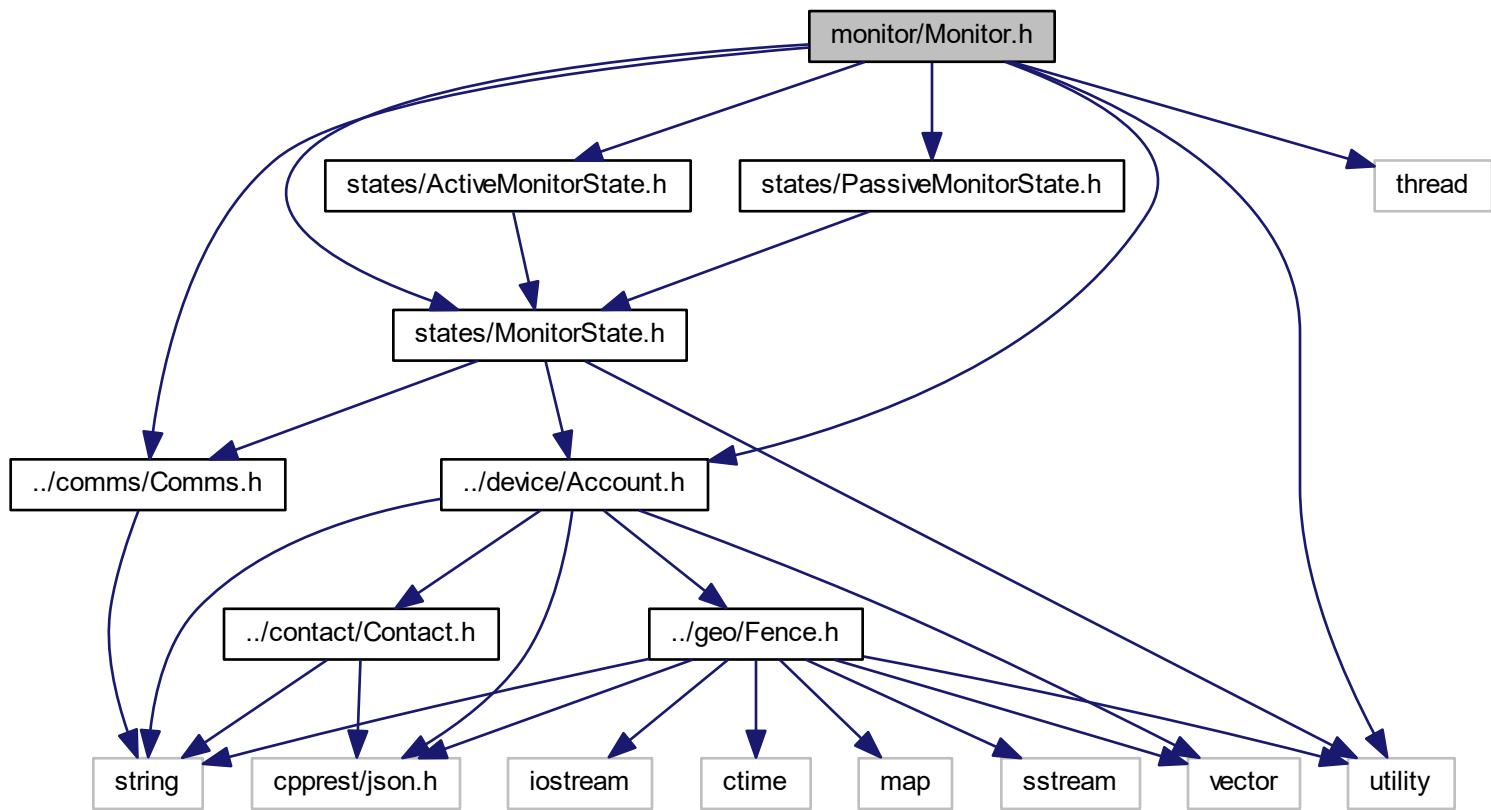 monitor/Monitor.h
states/ActiveMonitorState.h
states/PassiveMonitorState.h
thread
states/MonitorState.h
../comms/Comms.h
../device/Account.h
../contact/Contact.h
../geo/Fence.h
string
cpprest/json.h
iostream
ctime
map
sstream
vector
utility